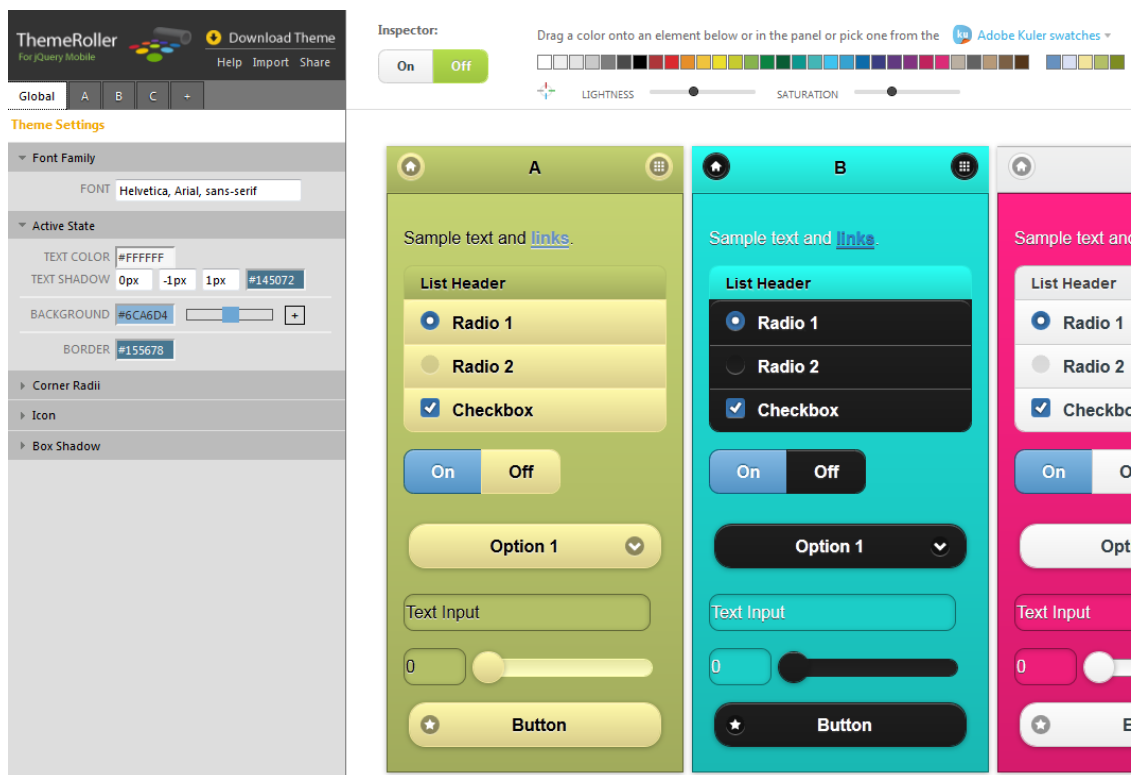 ThemeRoller
For jQuery Mobile
Download Theme
Help Import Share
Global A B C +
Theme Settings
Font Family
FONT Helvetica, Arial, sans-serif
Active State
TEXT COLOR #FFFFFF
TEXT SHADOW 0px -1px 1px #145072
BACKGROUND #6CA6D4 +
BORDER #155678
Corner Radii
Icon
Box Shadow
Inspector:
On Off
Drag a color onto an element below or in the panel or pick one from the ku Adobe Kuler swatches
LIGHTNESS SATURATION
A
Sample text and links.
List Header
Radio 1
Radio 2
Checkbox
On Off
Option 1
Text Input
0
Button
B
Sample text and links.
List Header
Radio 1
Radio 2
Checkbox
On Off
Option 1
Text Input
0
Button
Sample text and
List Header
Radio 1
Radio 2
Checkbo
On O
Opti
Text Input
0